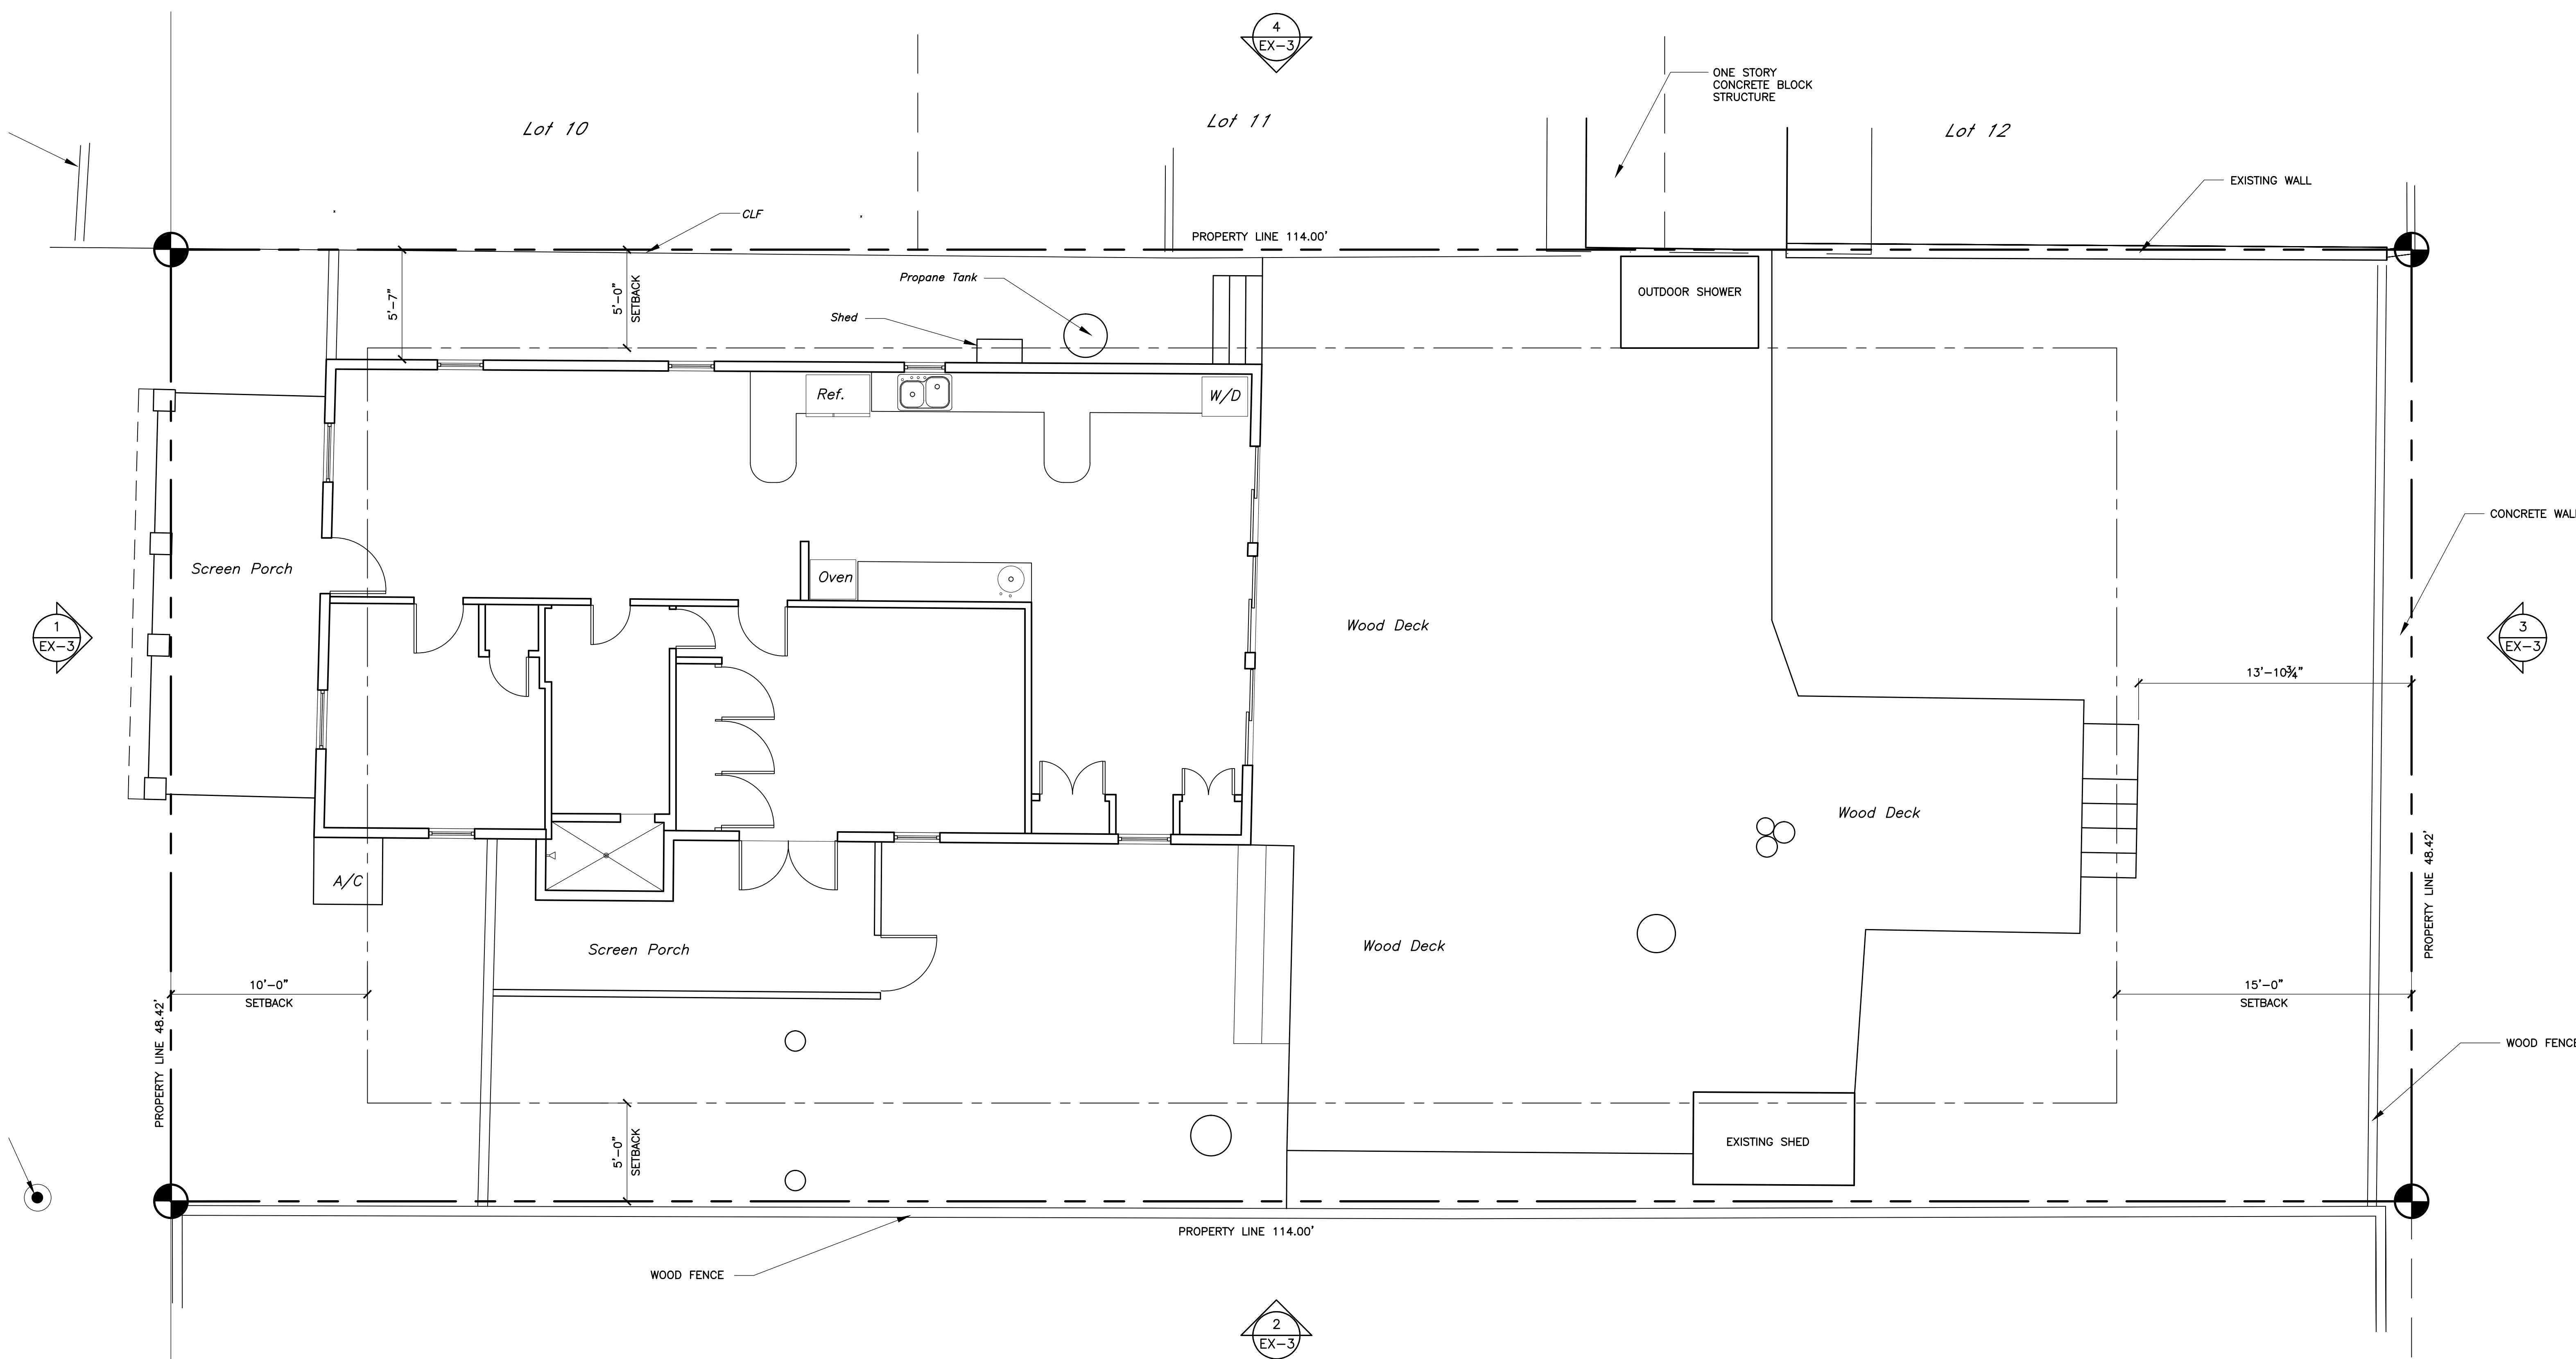 4
EX-3
ONE STORY
CONCRETE BLOCK
STRUCTURE
Lot 10
Lot 11
Lot 12
EXISTING WALL
CLF
PROPERTY LINE 114.00'
5'-7"
5'-0"
SETBACK
Propane Tank
Shed
OUTDOOR SHOWER
Ref.
W/D
CONCRETE WALL
Screen Porch
Oven
Wood Deck
1
EX-3
3
EX-3
13'-10¾"
Wood Deck
A/C
PROPERTY LINE 48.42'
Screen Porch
Wood Deck
10'-0"
SETBACK
15'-0"
SETBACK
PROPERTY LINE 48.42'
WOOD FENCE
5'-0"
SETBACK
EXISTING SHED
PROPERTY LINE 114.00'
WOOD FENCE
2
EX-3